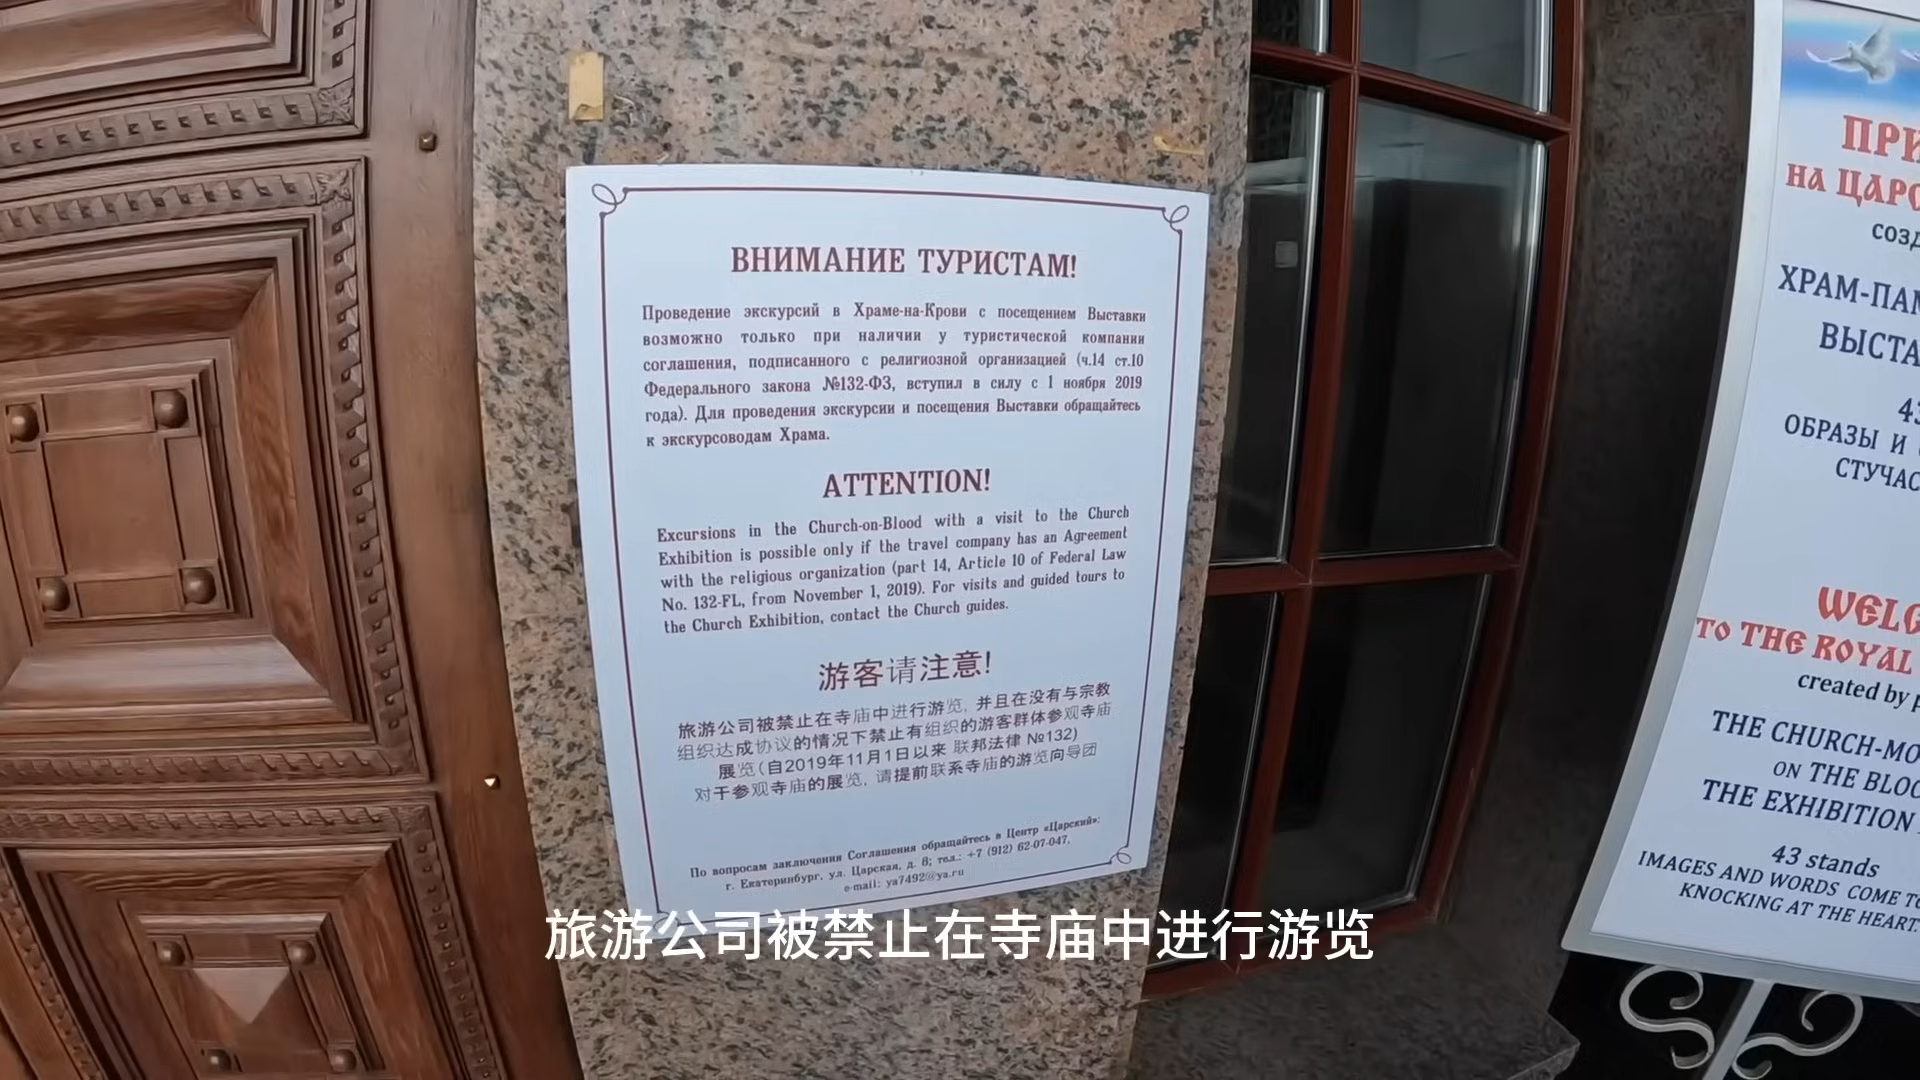 ВНИМАНИЕ ТУРИСТАМ!
Проведение экскурсий в Храме-на-Крови с посещением Выставки
возможно только при наличии у туристической компании
соглашения, подписанного с религиозной организацией (ч.14 ст.10
Федерального закона №132-ФЗ, вступил в силу с 1 ноября 2019
года). Для проведения экскурсии и посещения Выставки обращайтесь
к экскурсоводам Храма.
ATTENTION!
Excursions in the Church-on-Blood with a visit to the Church
Exhibition is possible only if the travel company has an Agreement
with the religious organization (part 14, Article 10 of Federal Law
No. 132-FL, from November 1, 2019). For visits and guided tours to
the Church Exhibition, contact the Church guides.
游客请注意!
旅游公司被禁止在寺庙中进行游览, 并且在没有与宗教
组织达成协议的情况下禁止有组织的游客群体参观寺庙
展览(自2019年11月1日以来 联邦法律 №132)
对于参观寺庙的展览, 请提前联系寺庙的游览向导团
По вопросам заключения Соглашения обращайтесь в Центр «Царский»:
г. Екатеринбург, ул. Царская, д. 8; тел.: +7 (912) 62-07-047,
e-mail: ya7492@ya.ru
旅游公司被禁止在寺庙中进行游览
ПРИ
НА ЦАРС
созд
ХРАМ-ПАМ
ВЫСТА
43
ОБРАЗЫ И
СТУЧАС
WELC
TO THE ROYAL
created by p
THE CHURCH-MO
ON THE BLOO
THE EXHIBITION
43 stands
IMAGES AND WORDS COME TO
KNOCKING AT THE HEART.